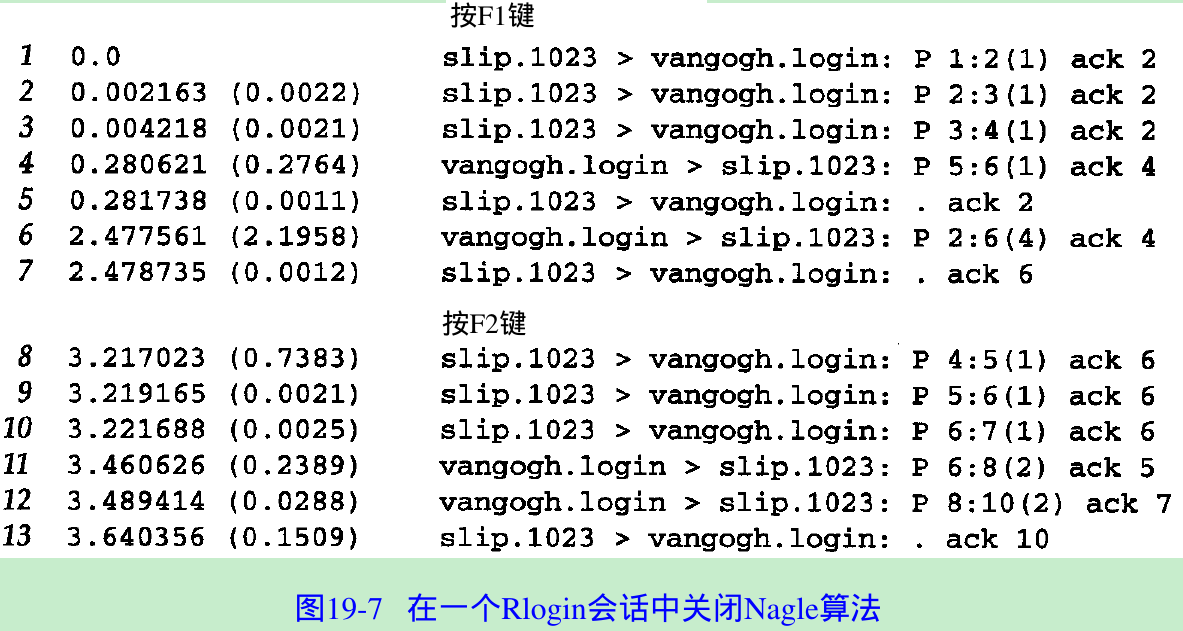 按F1键
1 0.0 slip.1023 > vangogh.login: P 1:2(1) ack 2
2 0.002163 (0.0022) slip.1023 > vangogh.login: P 2:3(1) ack 2
3 0.004218 (0.0021) slip.1023 > vangogh.login: P 3:4(1) ack 2
4 0.280621 (0.2764) vangogh.login > slip.1023: P 5:6(1) ack 4
5 0.281738 (0.0011) slip.1023 > vangogh.login: . ack 2
6 2.477561 (2.1958) vangogh.login > slip.1023: P 2:6(4) ack 4
7 2.478735 (0.0012) slip.1023 > vangogh.login: . ack 6
按F2键
8 3.217023 (0.7383) slip.1023 > vangogh.login: P 4:5(1) ack 6
9 3.219165 (0.0021) slip.1023 > vangogh.login: P 5:6(1) ack 6
10 3.221688 (0.0025) slip.1023 > vangogh.login: P 6:7(1) ack 6
11 3.460626 (0.2389) vangogh.login > slip.1023: P 6:8(2) ack 5
12 3.489414 (0.0288) vangogh.login > slip.1023: P 8:10(2) ack 7
13 3.640356 (0.1509) slip.1023 > vangogh.login: . ack 10
图19-7 在一个Rlogin会话中关闭Nagle算法